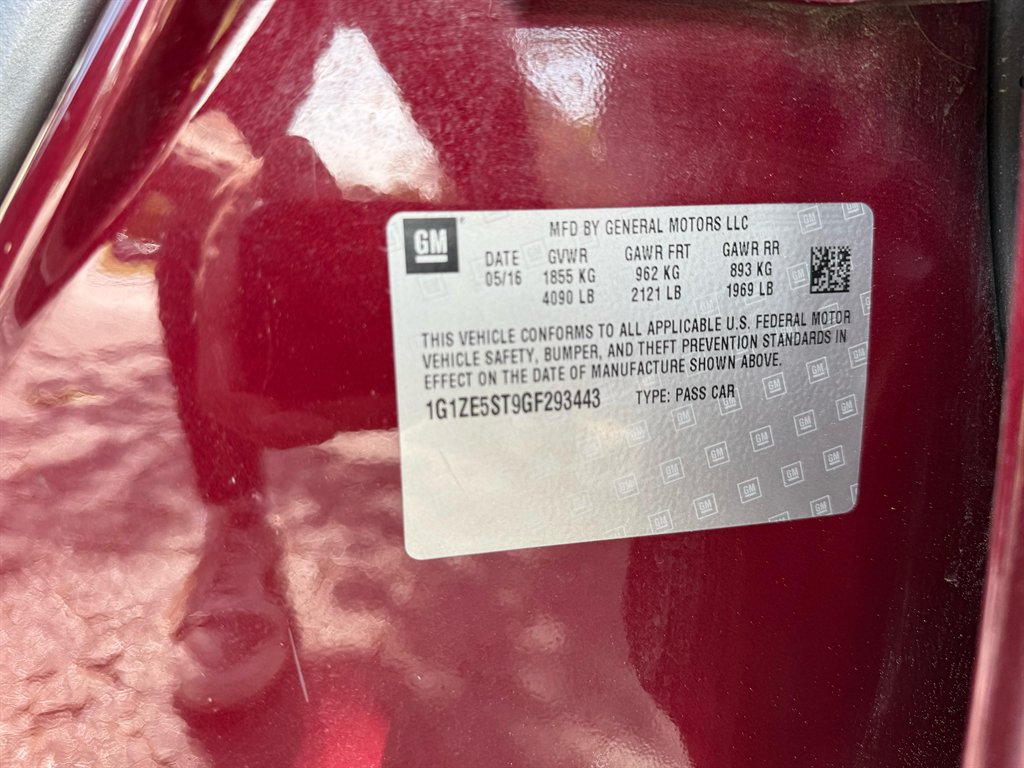 GM
MFD BY GENERAL MOTORS LLC
DATE GVWR GAWR FRT GAWR RR
05/16 1855 KG 962 KG 893 KG
4090 LB 2121 LB 1969 LB
THIS VEHICLE CONFORMS TO ALL APPLICABLE U.S. FEDERAL MOTOR
VEHICLE SAFETY, BUMPER, AND THEFT PREVENTION STANDARDS IN
EFFECT ON THE DATE OF MANUFACTURE SHOWN ABOVE.
1G1ZE5ST9GF293443 TYPE: PASS CAR